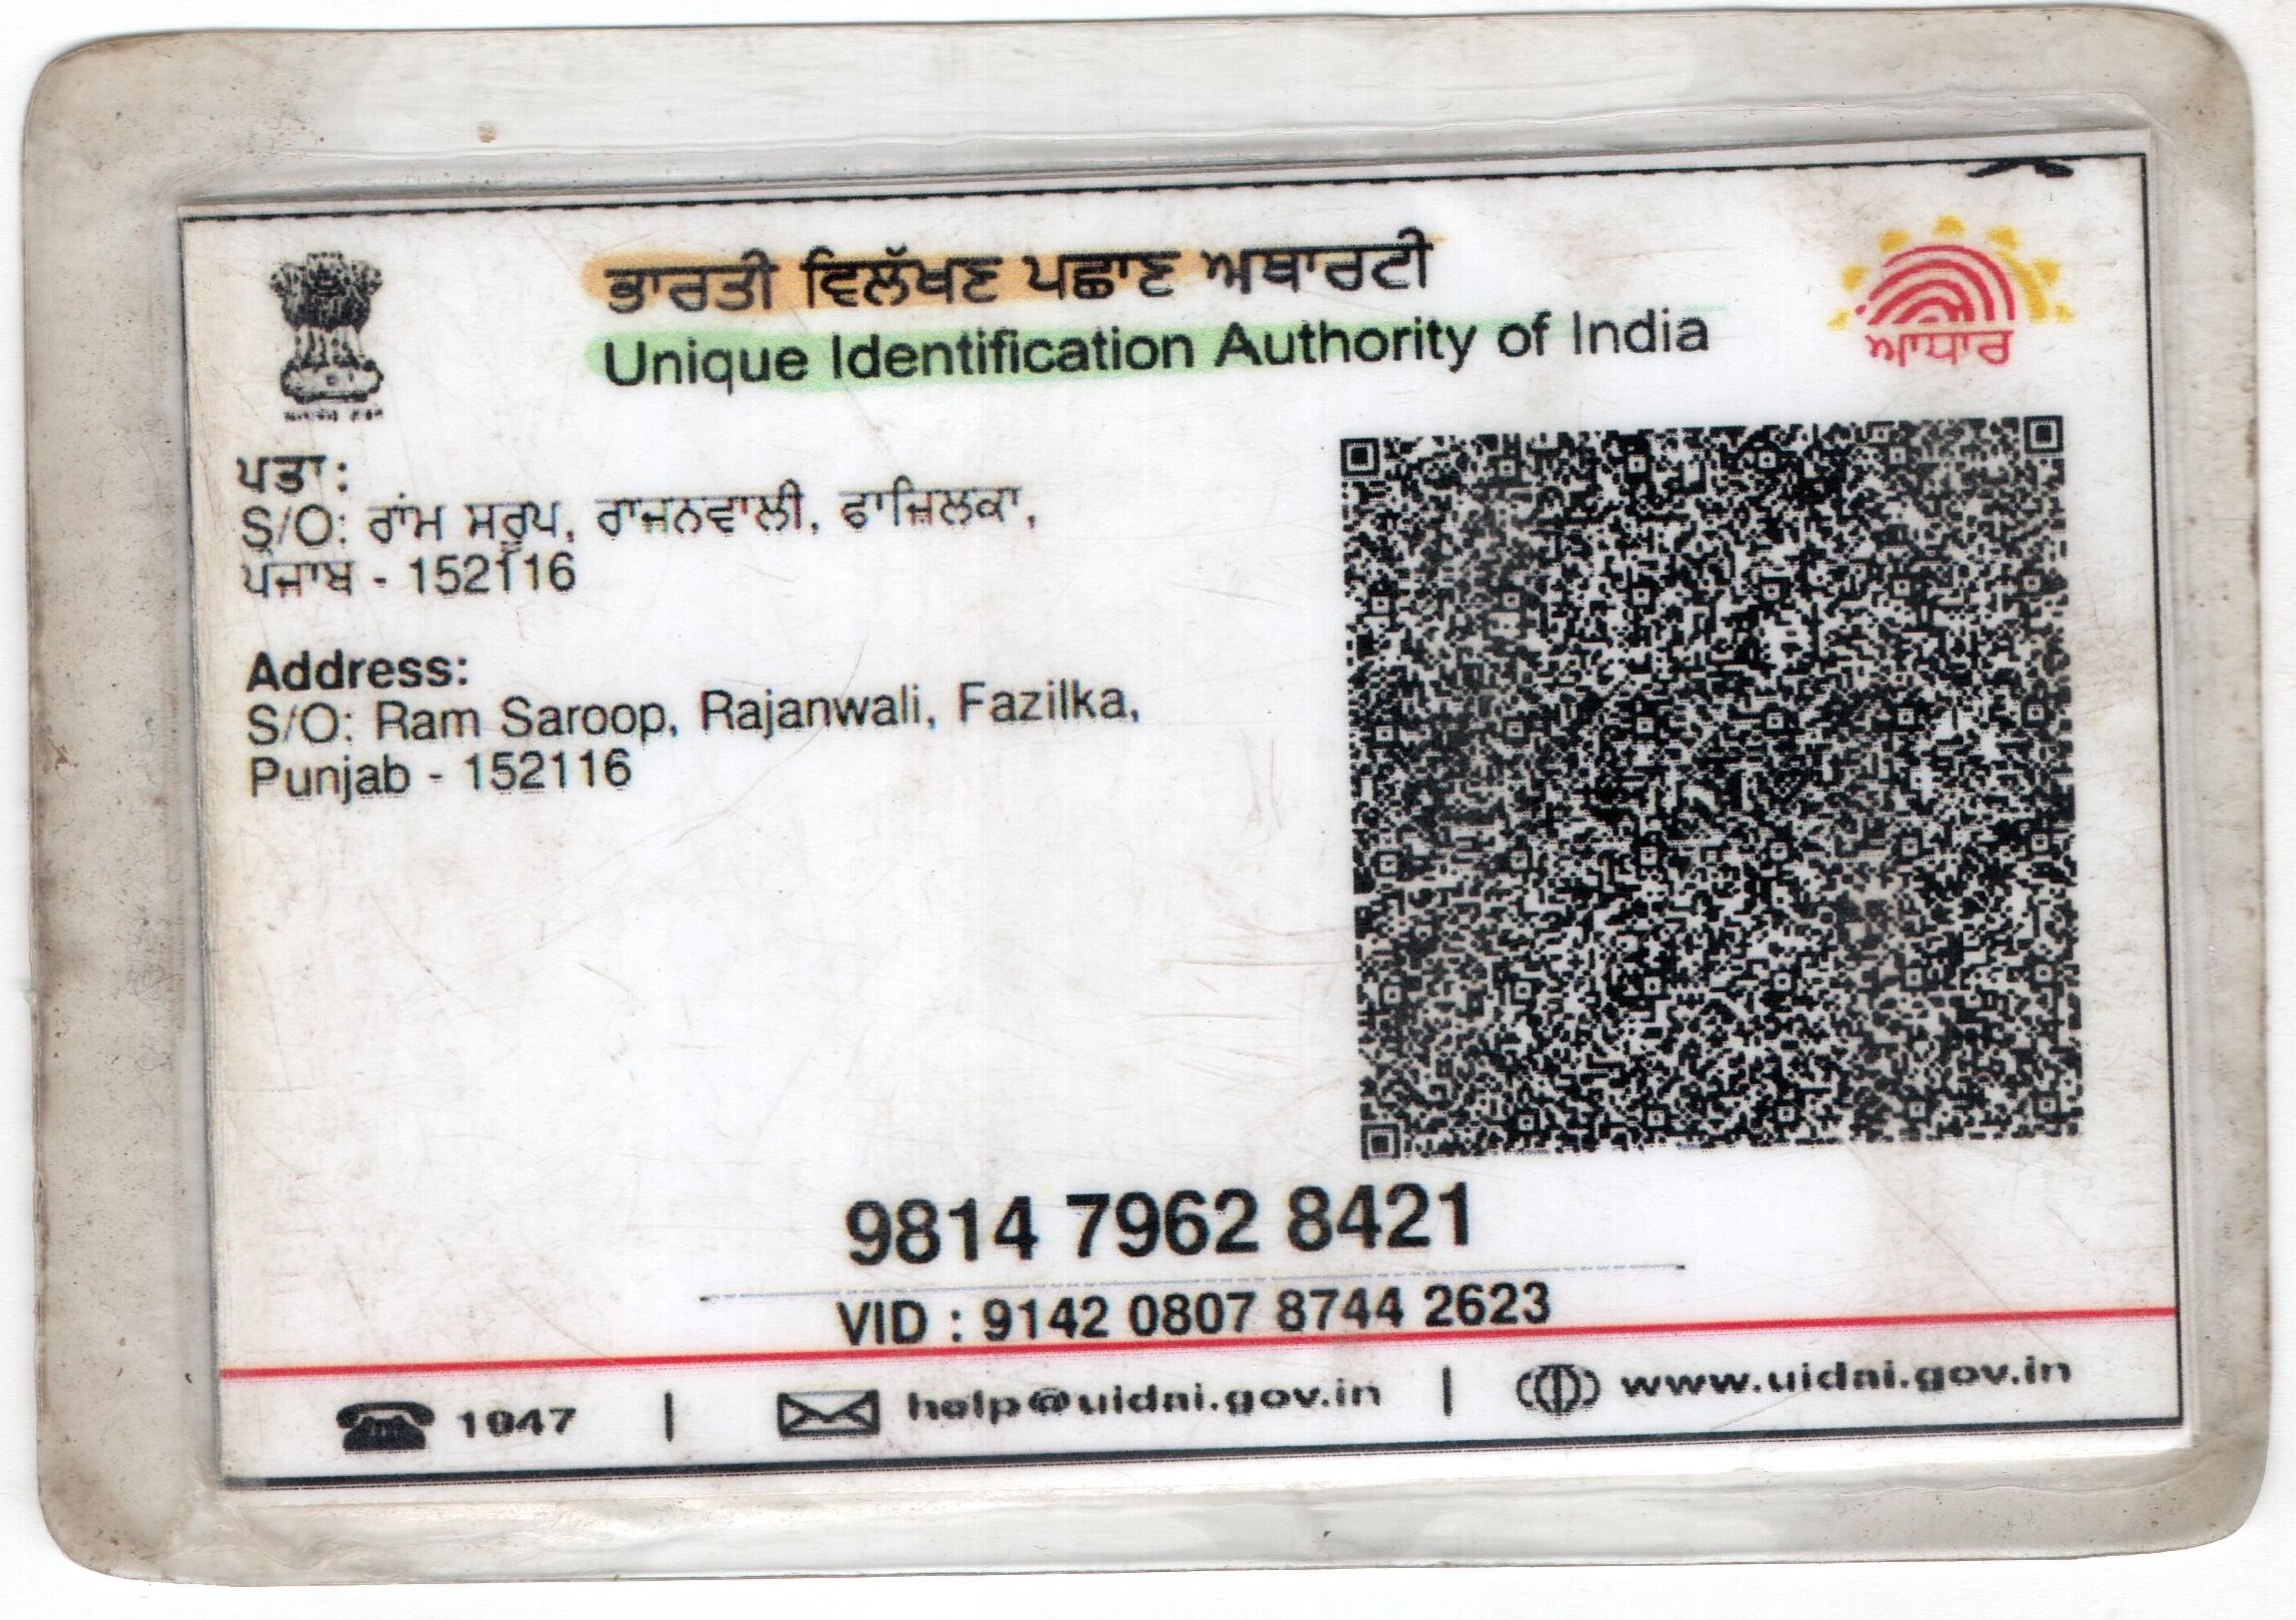 ਭਾਰਤੀ ਵਿਲੱਖਣ ਪਛਾਣ ਅਥਾਰਟੀ
Unique Identification Authority of India
ਆਧਾਰ
ਪਤਾ:
S/O: ਰਾਂਮ ਸਰੂਪ, ਰਾਜਨਵਾਲੀ, ਫਾਜ਼ਿਲਕਾ,
ਪੰਜਾਬ - 152116
Address:
S/O: Ram Saroop, Rajanwali, Fazilka,
Punjab - 152116
9814 7962 8421
VID : 9142 0807 8744 2623
1947 | help@uidai.gov.in | www.uidai.gov.in